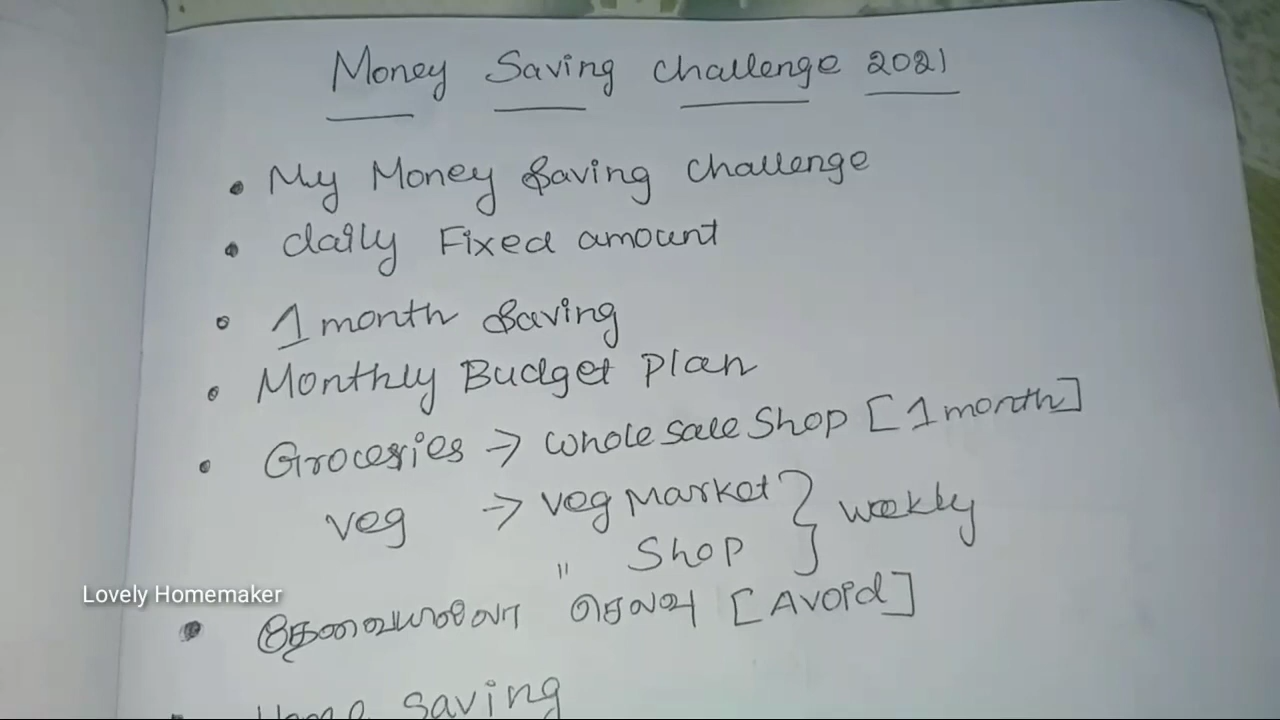 Money Saving challenge 2021
• My Money Saving challenge
• daily Fixed amount
• 1 month Saving
• Monthly Budget Plan
• Groceries → whole sale Shop [1 month]
veg → veg Market } weekly
" Shop
• தேவையில்லா செலவு [Avoid]
Lovely Homemaker
Home saving